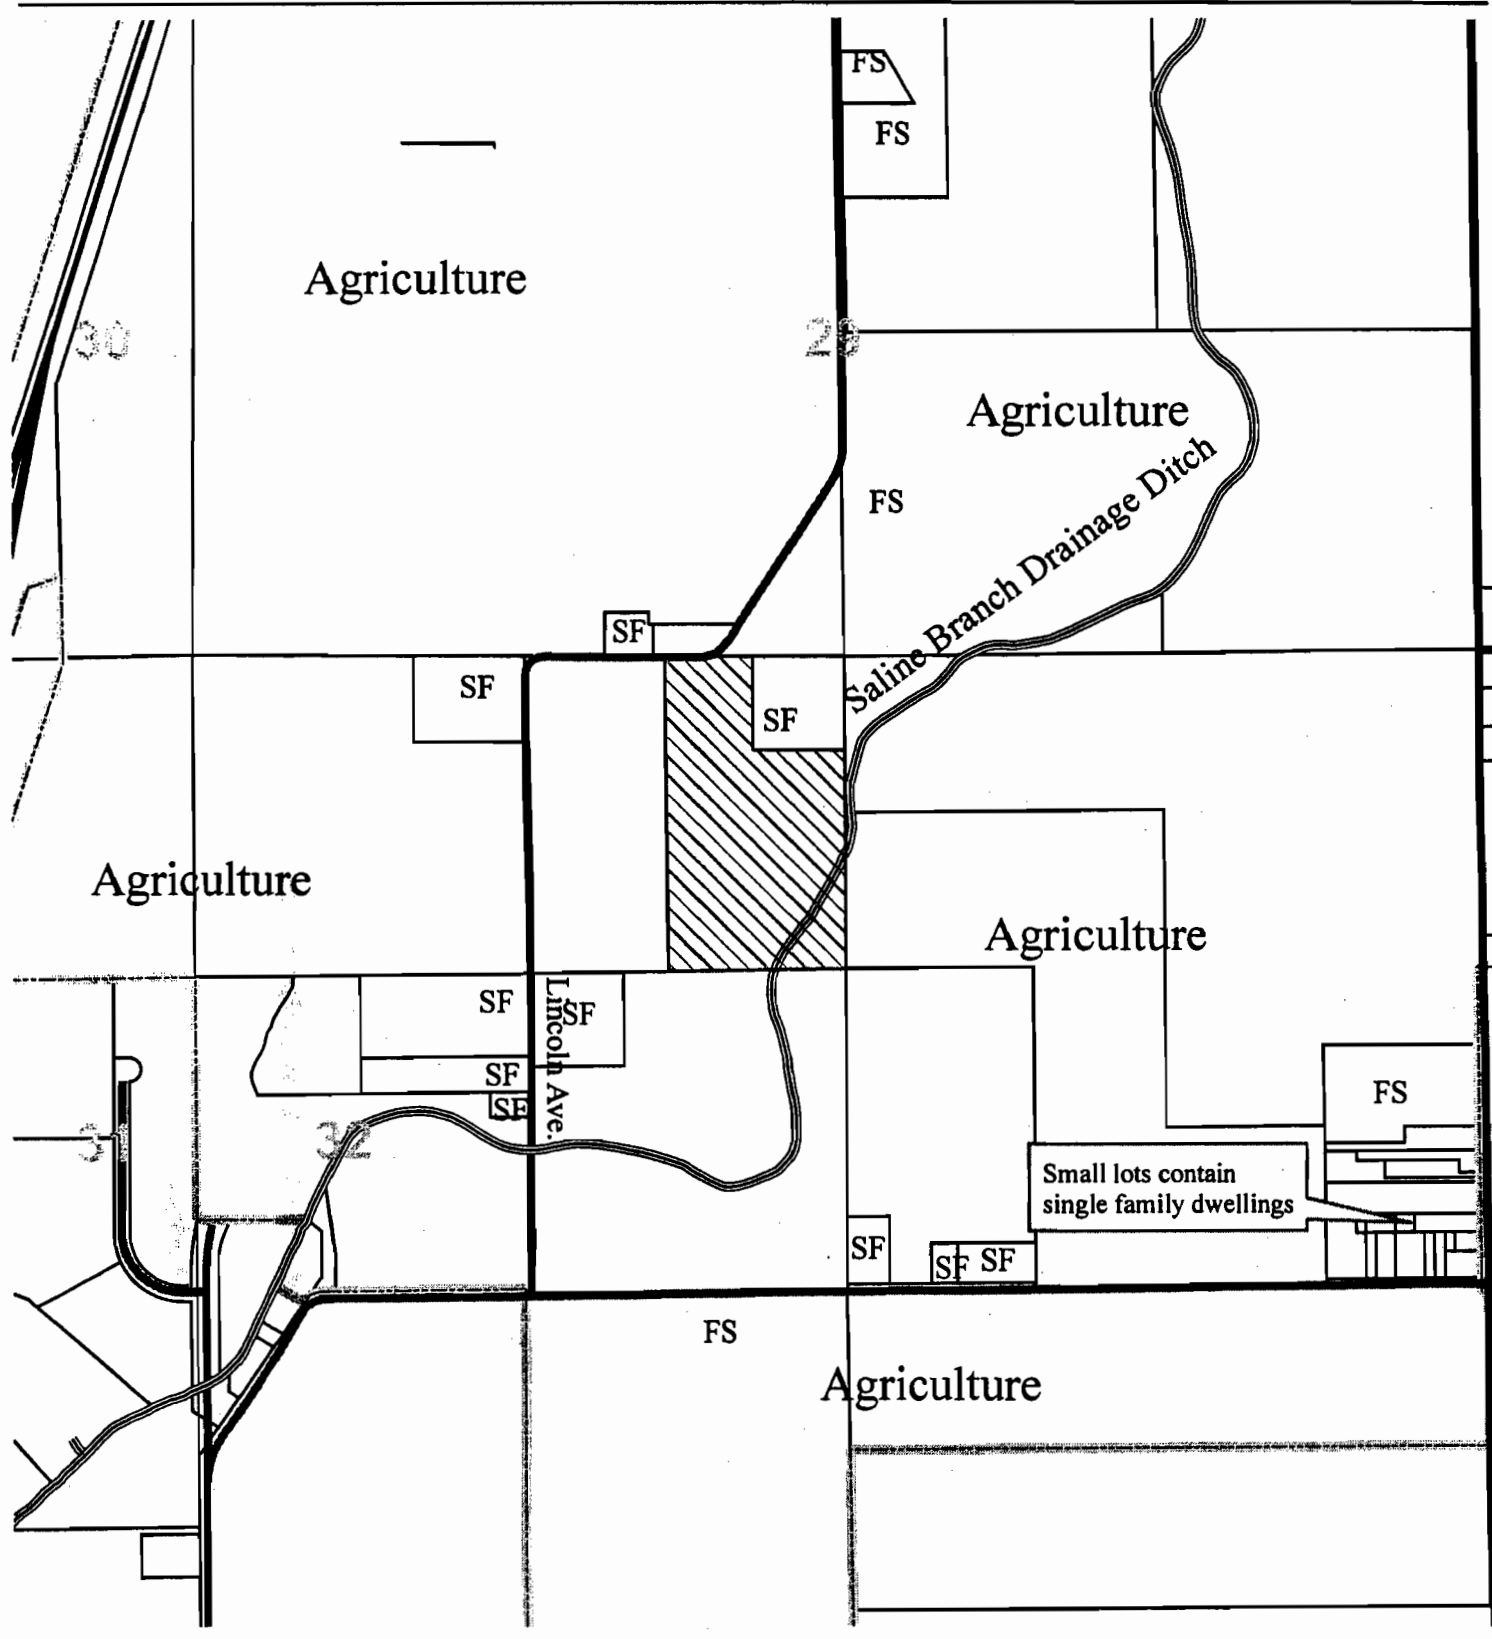 FS
FS
Agriculture
30
29
Agriculture
FS
Saline Branch Drainage Ditch
SF
SF
SF
Agriculture
Agriculture
SF
SF
Lincoln Ave.
SF
SF
FS
31
32
Small lots contain
single family dwellings
SF
SF
SF
FS
Agriculture